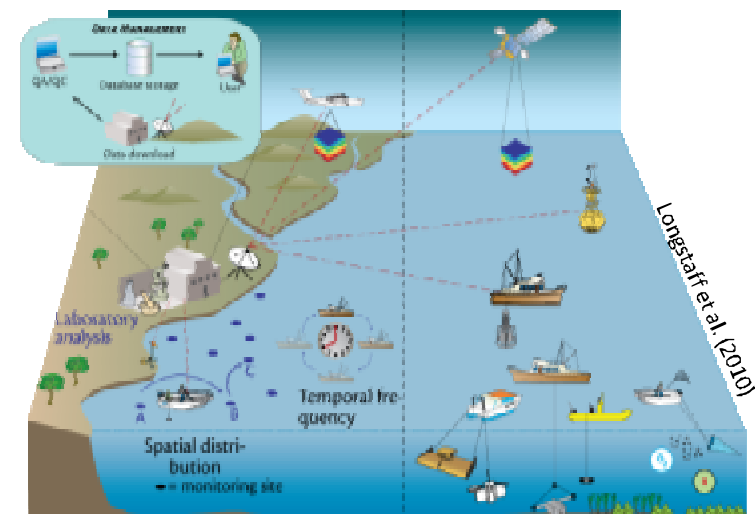 DATA MANAGEMENT
QA/QC
Database storage
User
Data download
Laboratory
analysis
A
B
C
Temporal fre-
quency
Spatial distri-
bution
= monitoring site
Longstaff et al. (2010)